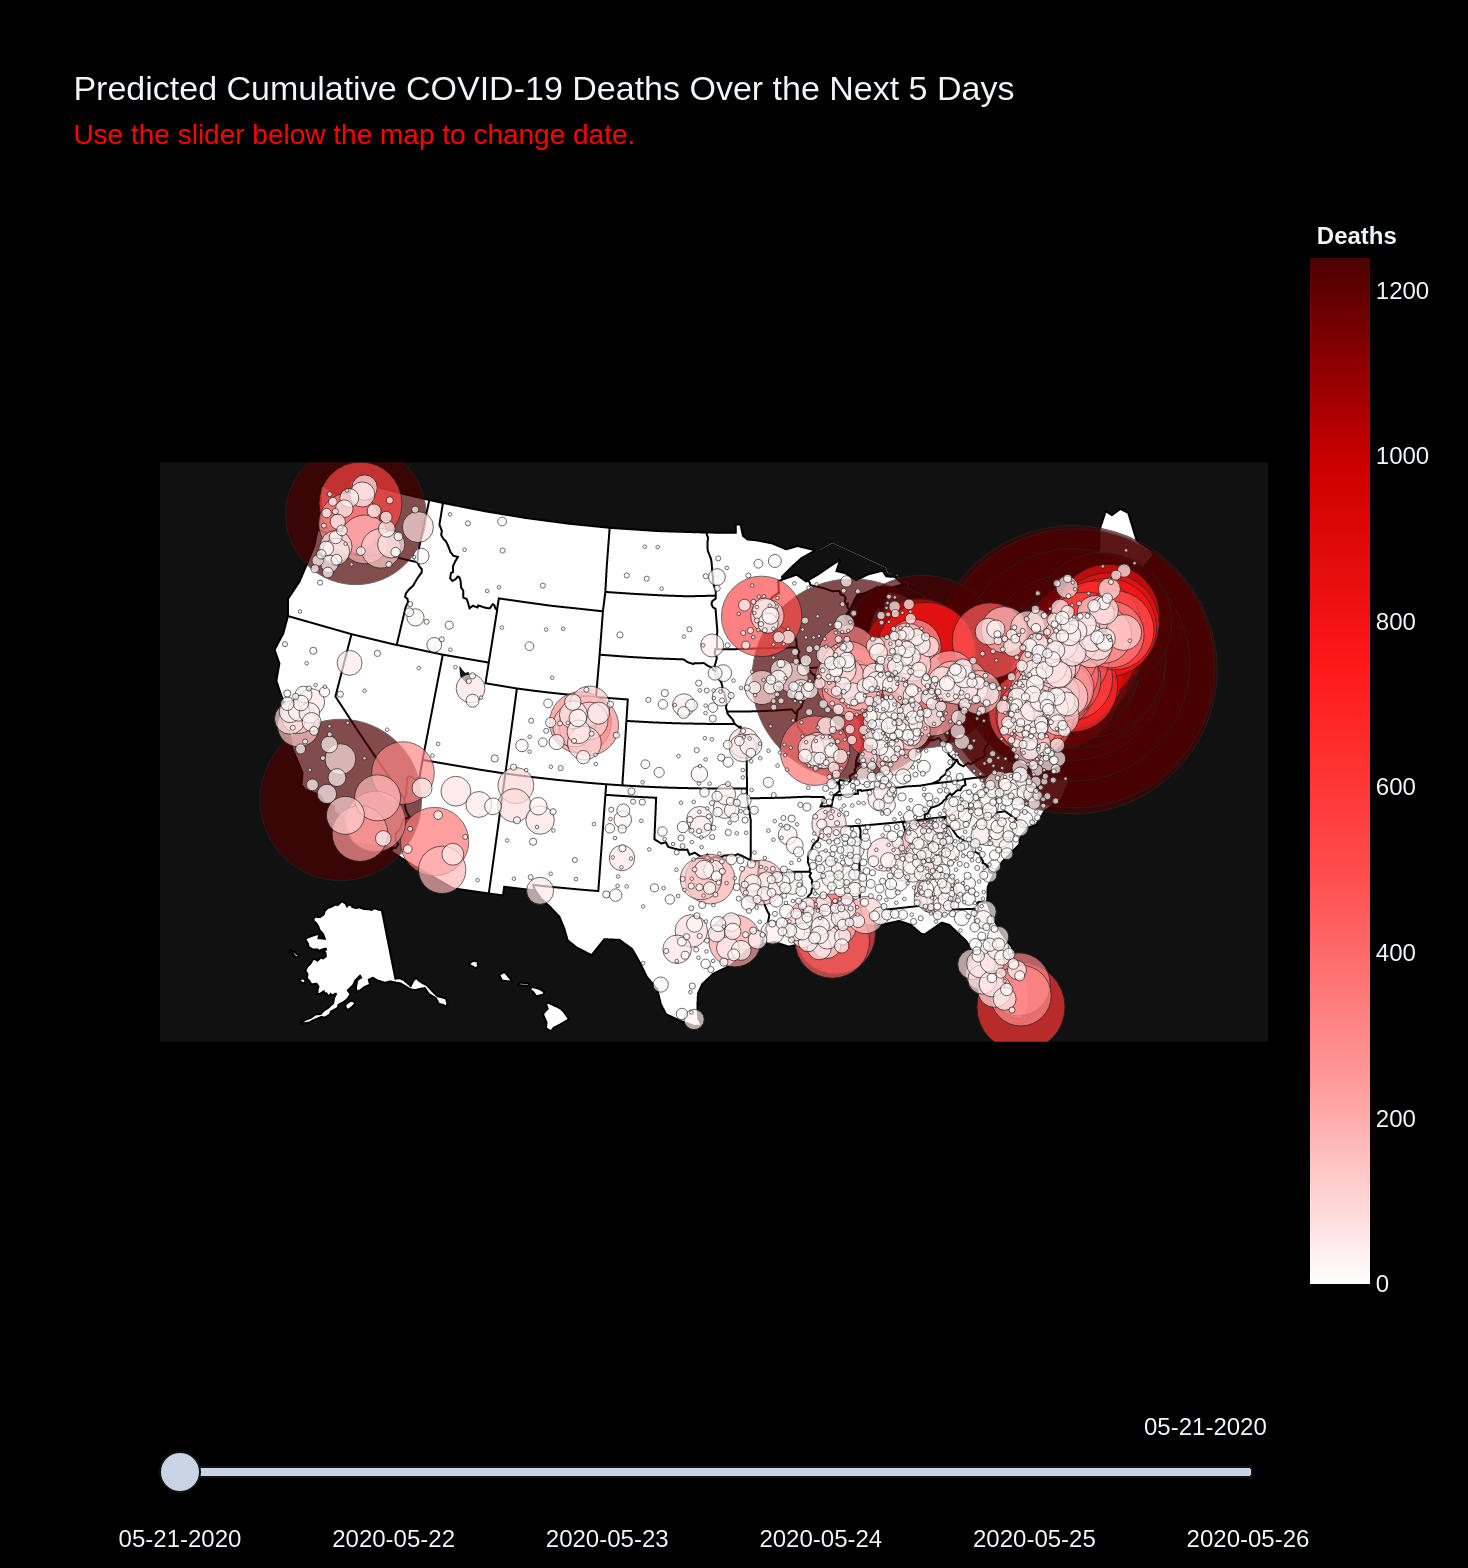 Predicted Cumulative COVID-19 Deaths Over the Next 5 Days
Use the slider below the map to change date.
Deaths
1200
1000
800
600
400
200
0
05-21-2020
05-21-2020 2020-05-22 2020-05-23 2020-05-24 2020-05-25 2020-05-26